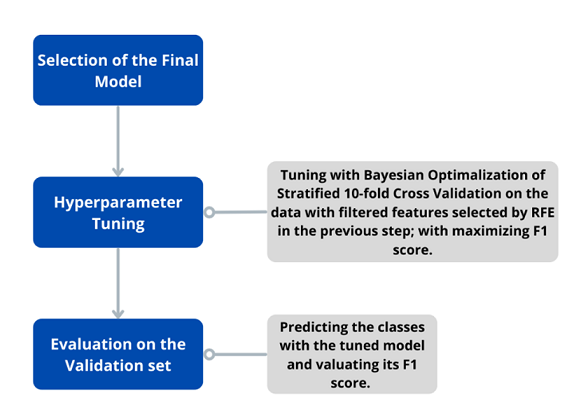 Selection of the Final
Model
Hyperparameter
Tuning
Tuning with Bayesian Optimalization of
Stratified 10-fold Cross Validation on the
data with filtered features selected by RFE
in the previous step; with maximizing F1
score.
Evaluation on the
Validation set
Predicting the classes
with the tuned model
and valuating its F1
score.